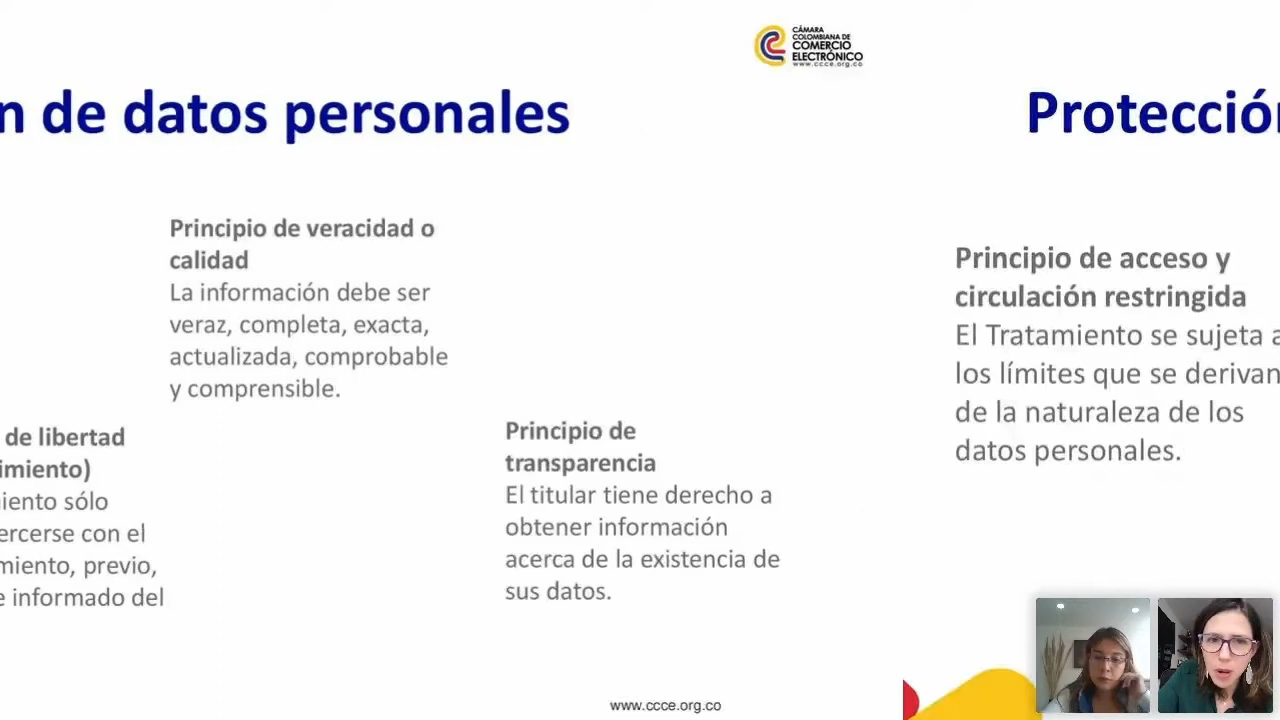 CÁMARA
COLOMBIANA DE
COMERCIO
ELECTRÓNICO
www.ccce.org.co
n de datos personales
Principio de veracidad o
calidad
La información debe ser
veraz, completa, exacta,
actualizada, comprobable
y comprensible.
de libertad
imiento)
miento sólo
ercerse con el
miento, previo,
e informado del
Principio de
transparencia
El titular tiene derecho a
obtener información
acerca de la existencia de
sus datos.
www.ccce.org.co
Protección
Principio de acceso y
circulación restringida
El Tratamiento se sujeta a
los límites que se derivan
de la naturaleza de los
datos personales.